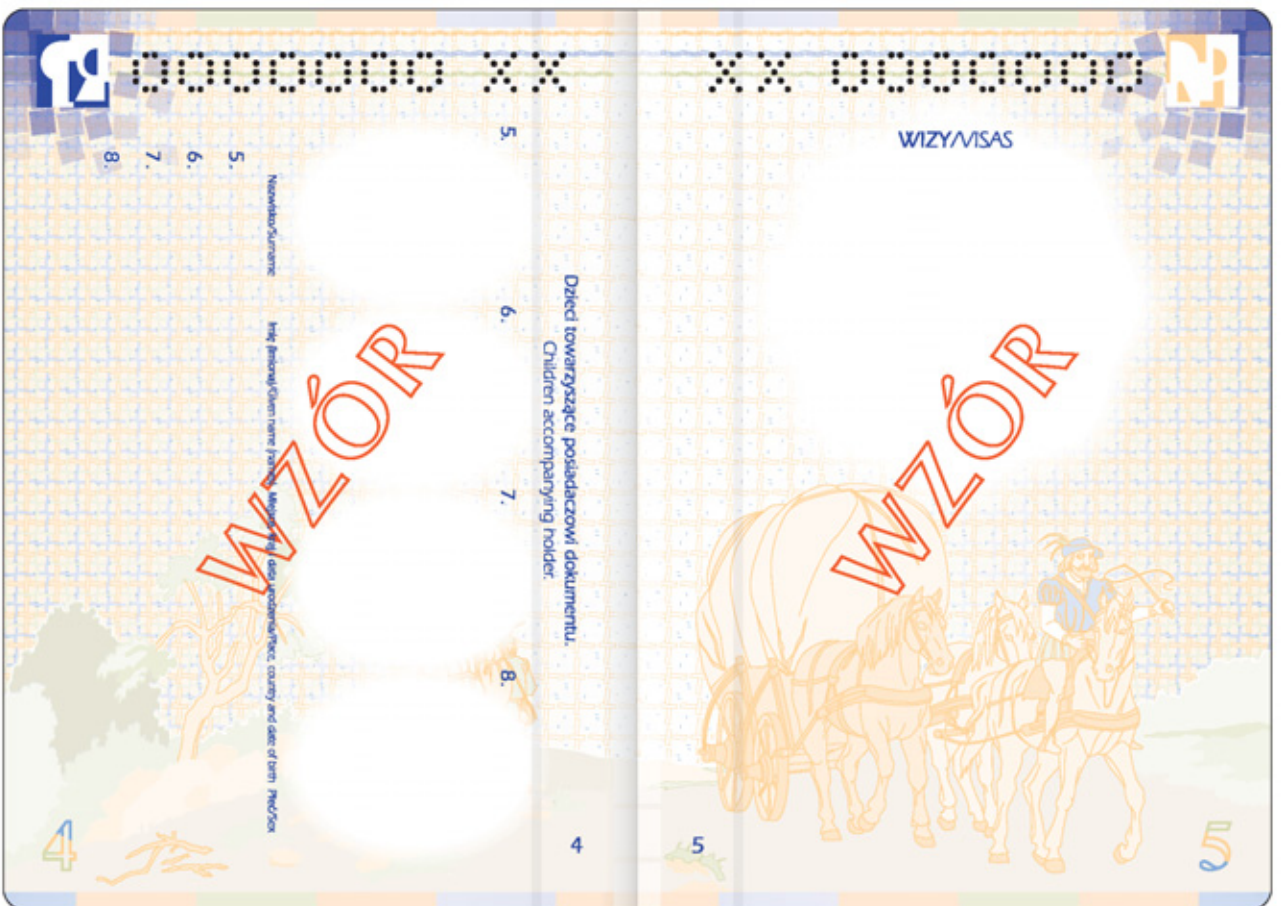 0000000 XX
Dzieci towarzyszące posiadaczowi dokumentu.
Children accompanying holder.
5. 6. 7. 8.
Nazwisko/Surname Imię (imiona)/Given name (names) Miejsce, kraj i data urodzenia/Place, country and date of birth Płeć/Sex
5.
6.
7.
8.
WZÓR
4
4
XX 0000000
WIZY/VISAS
WZÓR
5
5